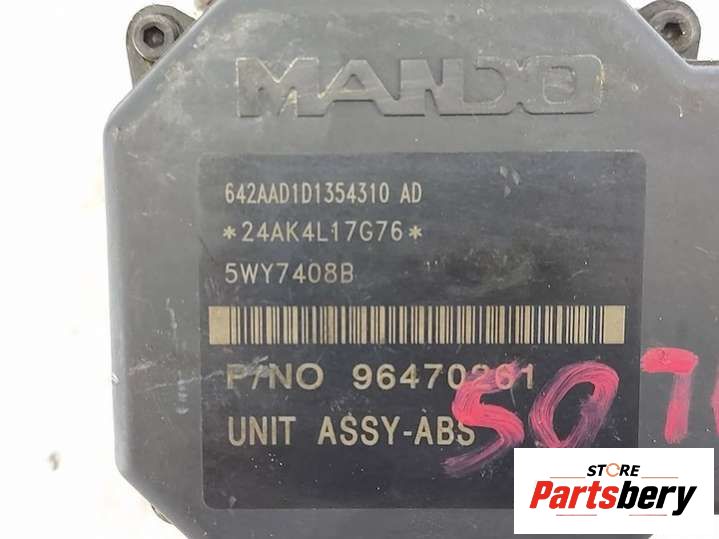 MANDO
642AAD1D1354310 AD
*24AK4L17G76*
5WY7408B
P/NO 96470261
UNIT ASSY-ABS
STORE
Partsbery